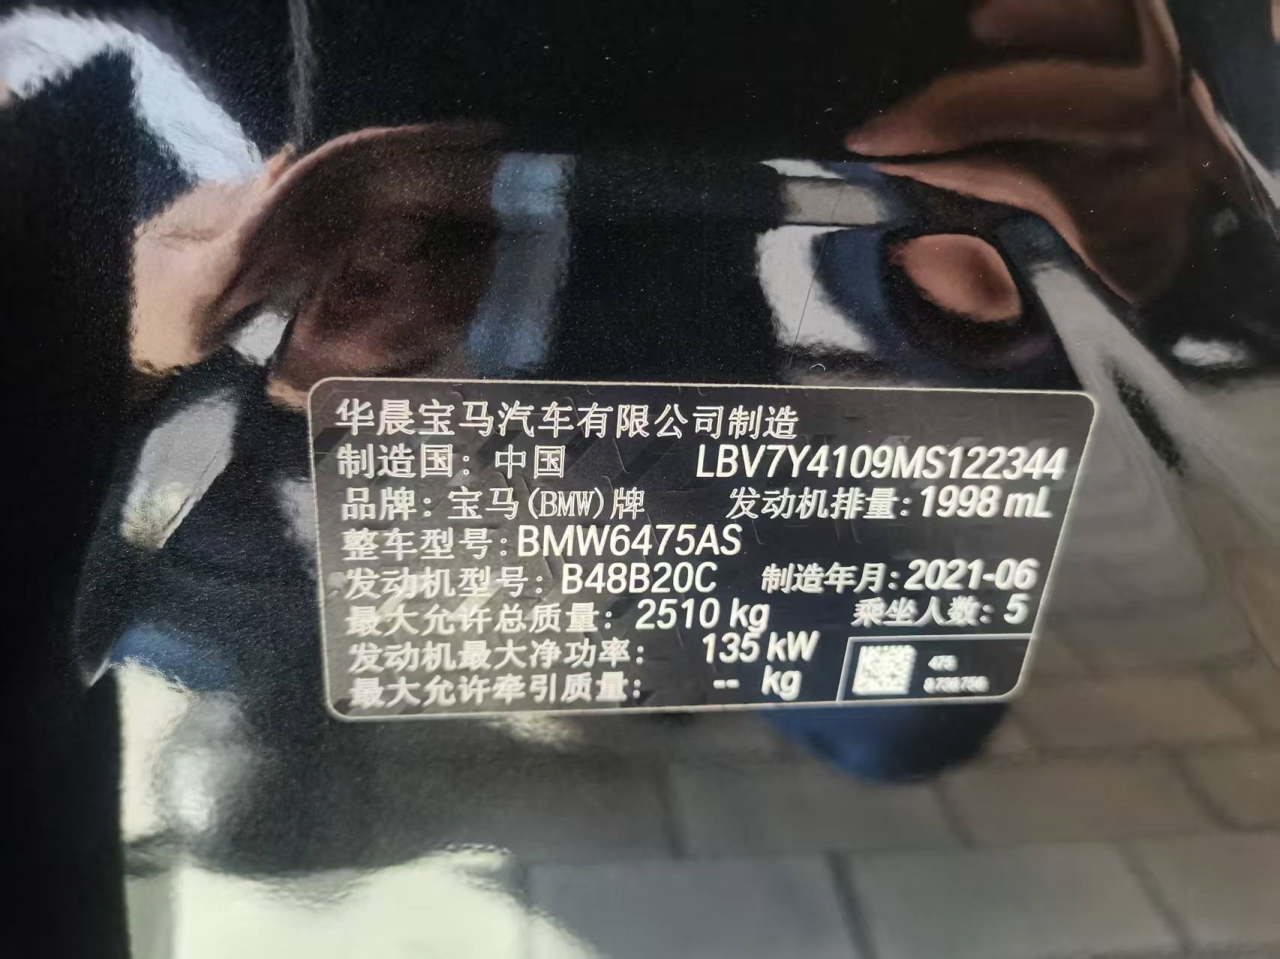 华晨宝马汽车有限公司制造
制造国：中国 LBV7Y4109MS122344
品牌：宝马(BMW)牌 发动机排量：1998 mL
整车型号：BMW6475AS
发动机型号：B48B20C 制造年月：2021-06
最大允许总质量：2510 kg 乘坐人数：5
发动机最大净功率：135 kW
最大允许牵引质量：-- kg
475